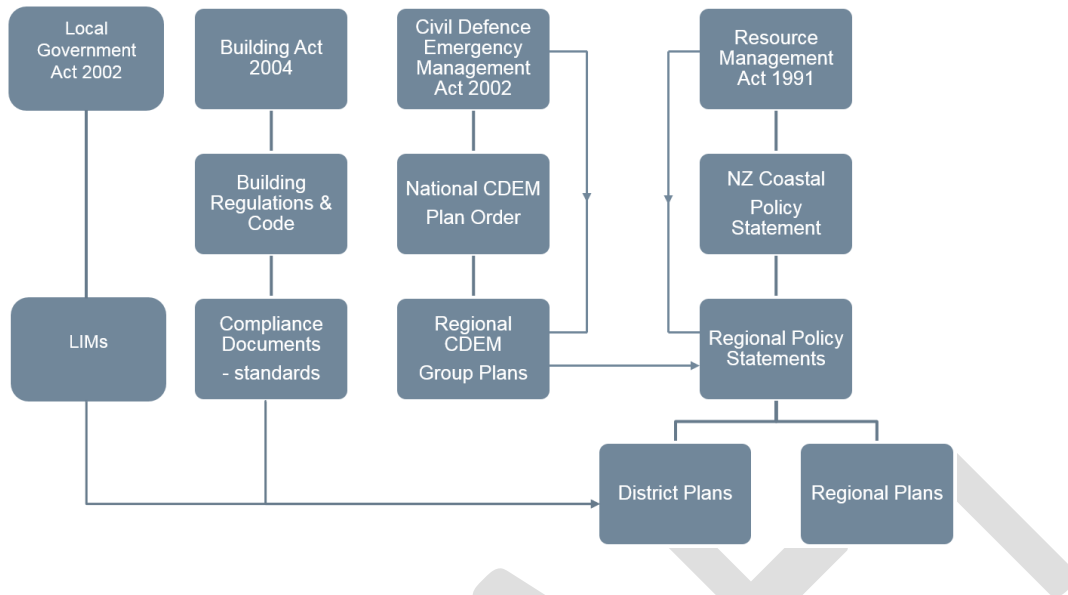 Local
Government
Act 2002
Building Act
2004
Civil Defence
Emergency
Management
Act 2002
Resource
Management
Act 1991
Building
Regulations &
Code
National CDEM
Plan Order
NZ Coastal
Policy
Statement
LIMs
Compliance
Documents
- standards
Regional
CDEM
Group Plans
Regional Policy
Statements
District Plans
Regional Plans